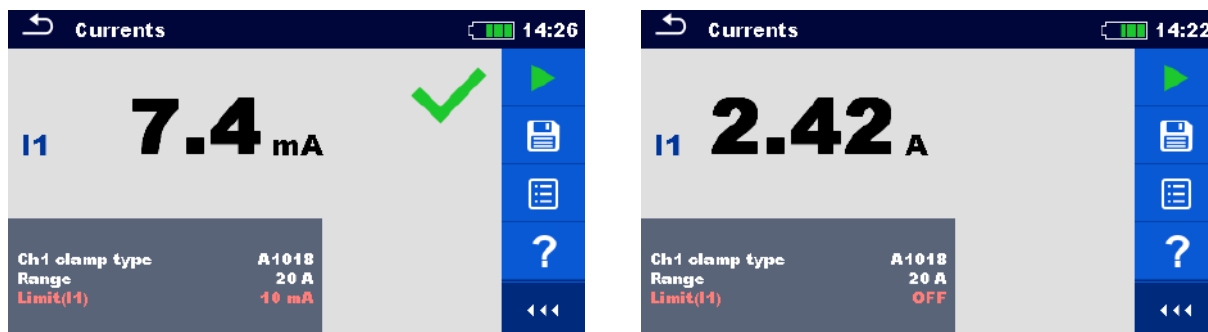 Currents 14:26
I1 7.4 mA
Ch1 clamp type A1018
Range 20 A
Limit(I1) 10 mA
?
Currents 14:22
I1 2.42 A
Ch1 clamp type A1018
Range 20 A
Limit(I1) OFF
?